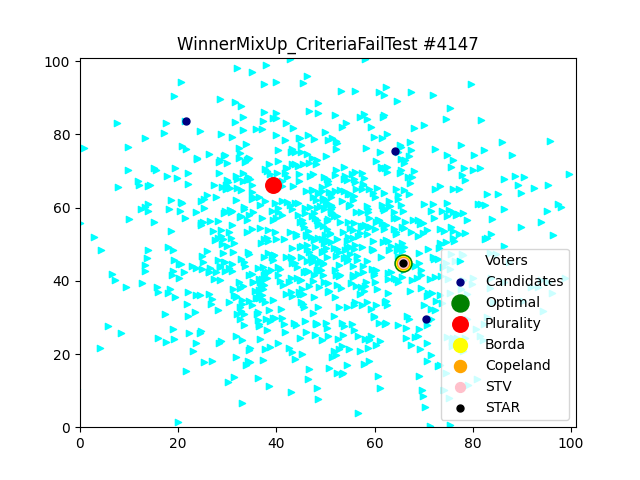 WinnerMixUp_CriteriaFailTest #4147
100
80
60
40
20
0
0 20 40 60 80 100
Voters
Candidates
Optimal
Plurality
Borda
Copeland
STV
STAR